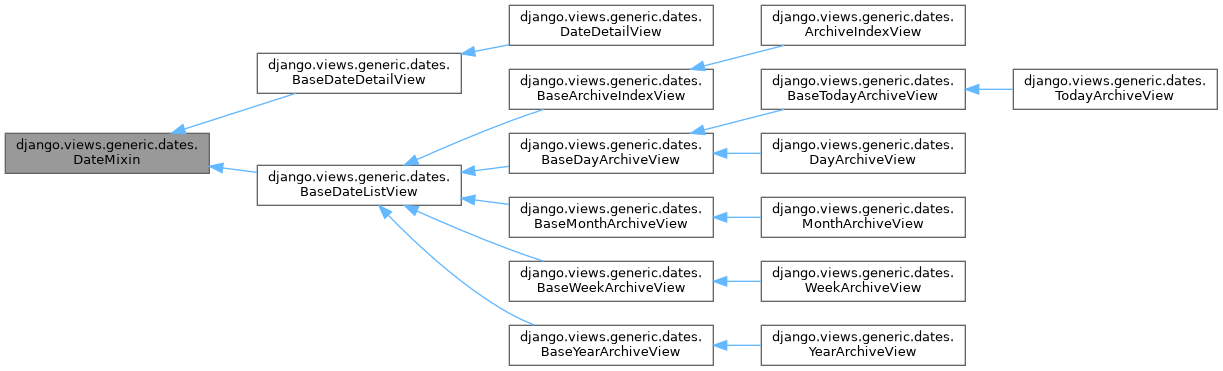 django.views.generic.dates.
DateMixin
django.views.generic.dates.
BaseDateDetailView
django.views.generic.dates.
BaseDateListView
django.views.generic.dates.
DateDetailView
django.views.generic.dates.
BaseArchiveIndexView
django.views.generic.dates.
BaseDayArchiveView
django.views.generic.dates.
BaseMonthArchiveView
django.views.generic.dates.
BaseWeekArchiveView
django.views.generic.dates.
BaseYearArchiveView
django.views.generic.dates.
ArchiveIndexView
django.views.generic.dates.
BaseTodayArchiveView
django.views.generic.dates.
DayArchiveView
django.views.generic.dates.
MonthArchiveView
django.views.generic.dates.
WeekArchiveView
django.views.generic.dates.
YearArchiveView
django.views.generic.dates.
TodayArchiveView